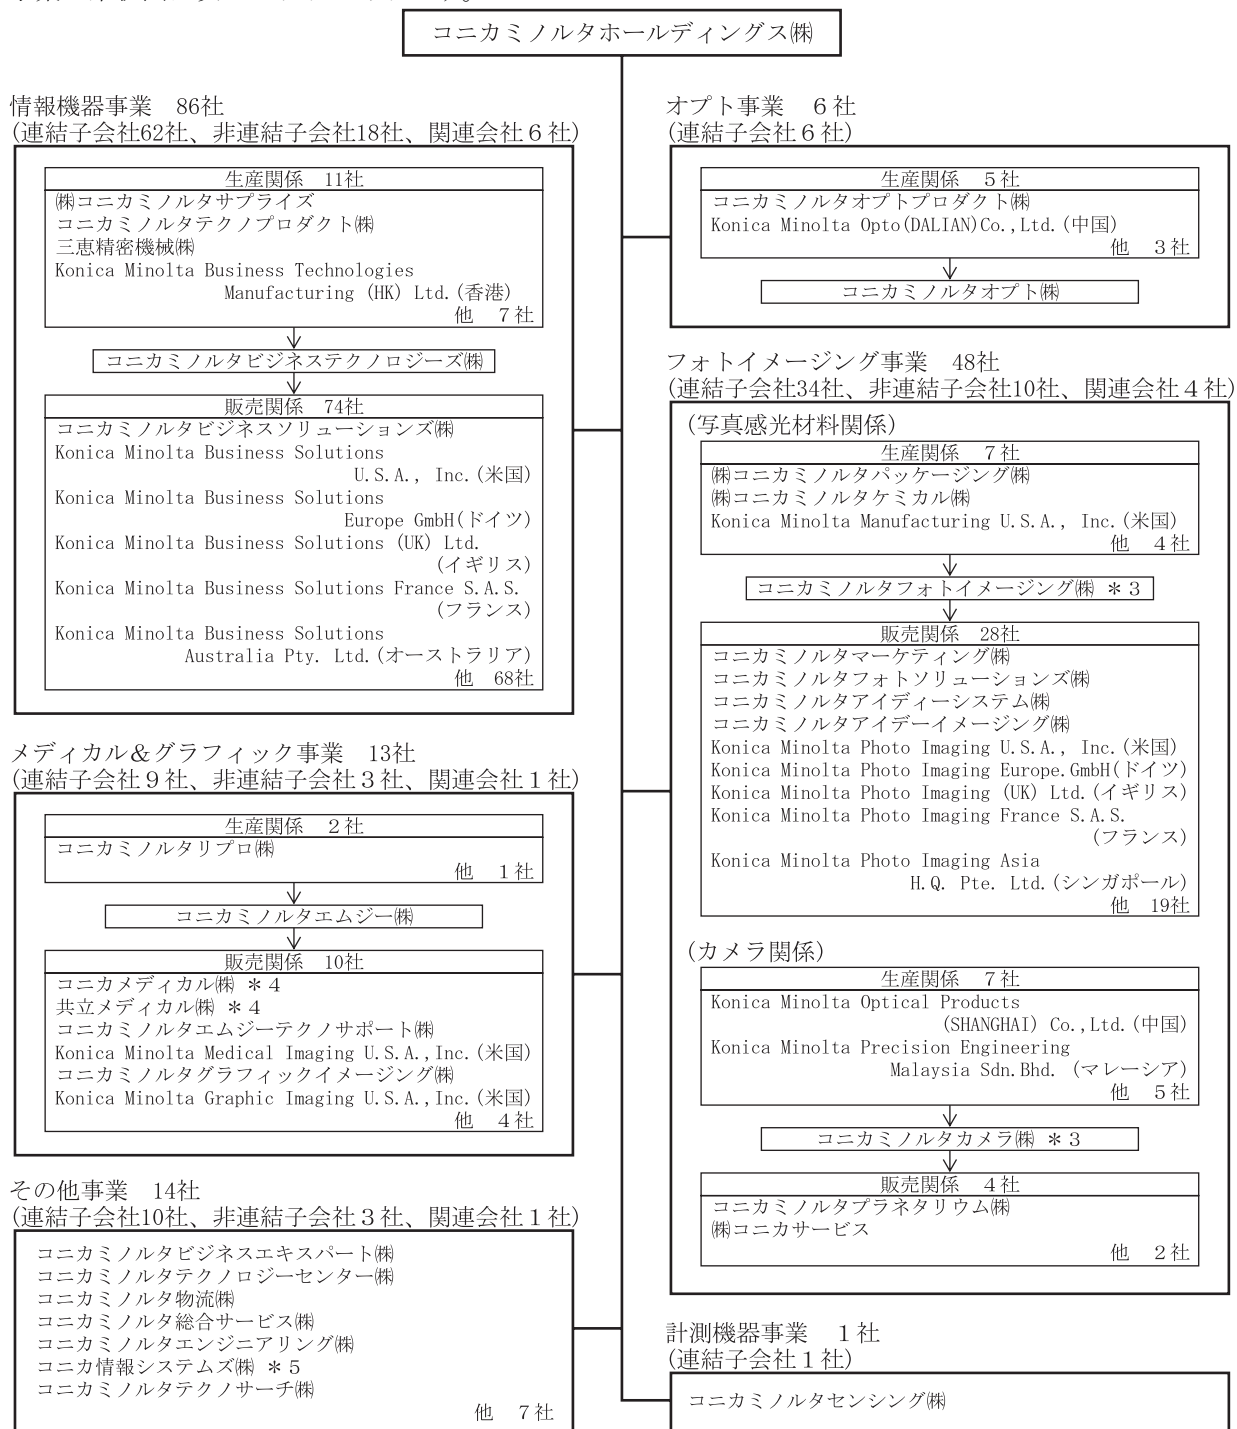 コニカミノルタホールディングス㈱
情報機器事業　86社
(連結子会社62社、非連結子会社18社、関連会社６社)
生産関係　11社
㈱コニカミノルタサプライズ
コニカミノルタテクノプロダクト㈱
三恵精密機械㈱
Konica Minolta Business Technologies
Manufacturing (HK) Ltd.(香港)
他　７社
コニカミノルタビジネステクノロジーズ㈱
販売関係　74社
コニカミノルタビジネスソリューションズ㈱
Konica Minolta Business Solutions
U.S.A., Inc.(米国)
Konica Minolta Business Solutions
Europe GmbH(ドイツ)
Konica Minolta Business Solutions (UK) Ltd.
(イギリス)
Konica Minolta Business Solutions France S.A.S.
(フランス)
Konica Minolta Business Solutions
Australia Pty. Ltd.(オーストラリア)
他　68社
メディカル＆グラフィック事業　13社
(連結子会社９社、非連結子会社３社、関連会社１社)
生産関係　２社
コニカミノルタリプロ㈱
他　１社
コニカミノルタエムジー㈱
販売関係　10社
コニカメディカル㈱ ＊４
共立メディカル㈱ ＊４
コニカミノルタエムジーテクノサポート㈱
Konica Minolta Medical Imaging U.S.A.,Inc.(米国)
コニカミノルタグラフィックイメージング㈱
Konica Minolta Graphic Imaging U.S.A.,Inc.(米国)
他　４社
その他事業　14社
(連結子会社10社、非連結子会社３社、関連会社１社)
コニカミノルタビジネスエキスパート㈱
コニカミノルタテクノロジーセンター㈱
コニカミノルタ物流㈱
コニカミノルタ総合サービス㈱
コニカミノルタエンジニアリング㈱
コニカ情報システムズ㈱ ＊５
コニカミノルタテクノサーチ㈱
他　７社
オプト事業　６社
(連結子会社６社)
生産関係　５社
コニカミノルタオプトプロダクト㈱
Konica Minolta Opto(DALIAN)Co.,Ltd.(中国)
他　３社
コニカミノルタオプト㈱
フォトイメージング事業　48社
(連結子会社34社、非連結子会社10社、関連会社４社)
(写真感光材料関係)
生産関係　７社
㈱コニカミノルタパッケージング㈱
㈱コニカミノルタケミカル㈱
Konica Minolta Manufacturing U.S.A., Inc.(米国)
他　４社
コニカミノルタフォトイメージング㈱ ＊３
販売関係　28社
コニカミノルタマーケティング㈱
コニカミノルタフォトソリューションズ㈱
コニカミノルタアイディーシステム㈱
コニカミノルタアイデーイメージング㈱
Konica Minolta Photo Imaging U.S.A., Inc.(米国)
Konica Minolta Photo Imaging Europe.GmbH(ドイツ)
Konica Minolta Photo Imaging (UK) Ltd.(イギリス)
Konica Minolta Photo Imaging France S.A.S.
(フランス)
Konica Minolta Photo Imaging Asia
H.Q. Pte. Ltd.(シンガポール)
他　19社
(カメラ関係)
生産関係　７社
Konica Minolta Optical Products
(SHANGHAI) Co.,Ltd.(中国)
Konica Minolta Precision Engineering
Malaysia Sdn.Bhd. (マレーシア)
他　５社
コニカミノルタカメラ㈱ ＊３
販売関係　４社
コニカミノルタプラネタリウム㈱
㈱コニカサービス
他　２社
計測機器事業　１社
(連結子会社１社)
コニカミノルタセンシング㈱